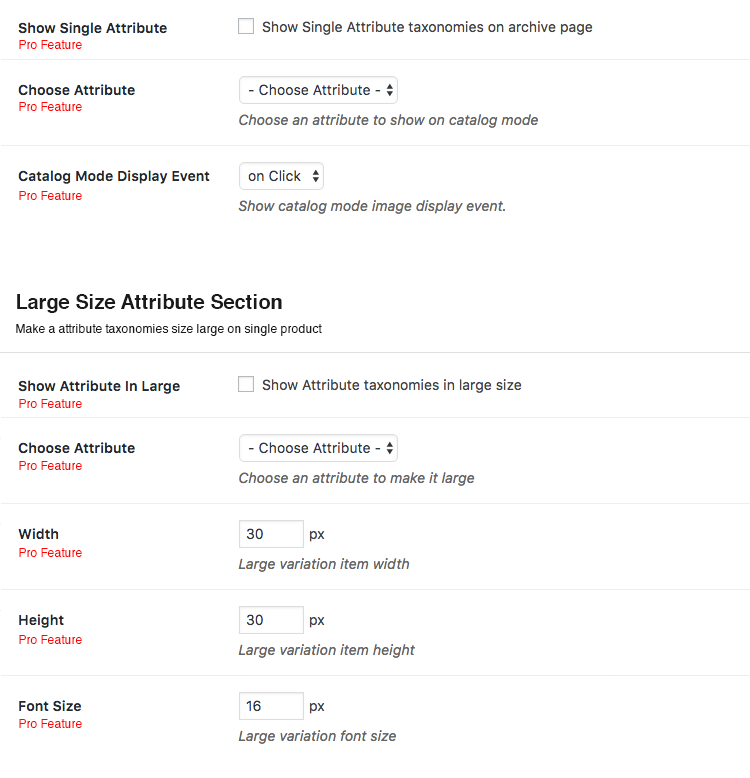 Show Single Attribute
Show Single Attribute taxonomies on archive page
Pro Feature
Choose Attribute
- Choose Attribute -
Pro Feature
Choose an attribute to show on catalog mode
Catalog Mode Display Event
on Click
Pro Feature
Show catalog mode image display event.
Large Size Attribute Section
Make a attribute taxonomies size large on single product
Show Attribute In Large
Show Attribute taxonomies in large size
Pro Feature
Choose Attribute
- Choose Attribute -
Pro Feature
Choose an attribute to make it large
Width
30 px
Pro Feature
Large variation item width
Height
30 px
Pro Feature
Large variation item height
Font Size
16 px
Pro Feature
Large variation font size